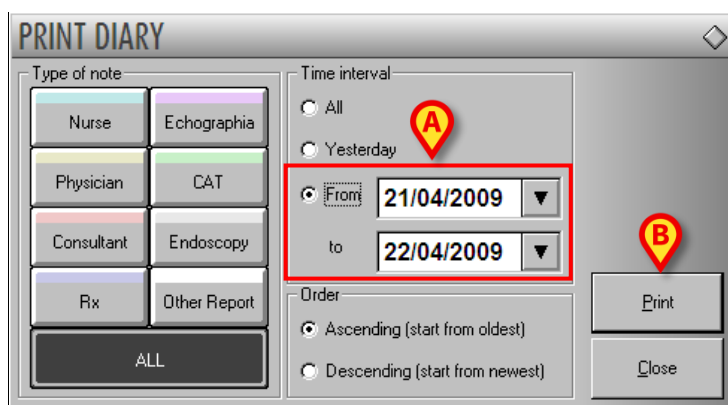 PRINT DIARY
Type of note
Nurse
Echographia
Physician
CAT
Consultant
Endoscopy
Rx
Other Report
ALL
Time interval
All
A
Yesterday
From
21/04/2009
to
22/04/2009
Order
Ascending (start from oldest)
Descending (start from newest)
B
Print
Close